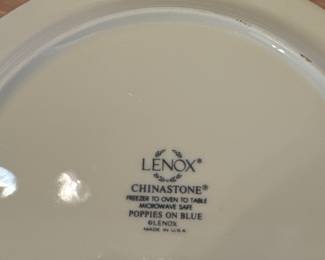 LENOX®
CHINASTONE®
FREEZER TO OVEN TO TABLE
MICROWAVE SAFE
POPPIES ON BLUE
©LENOX
MADE IN U.S.A.